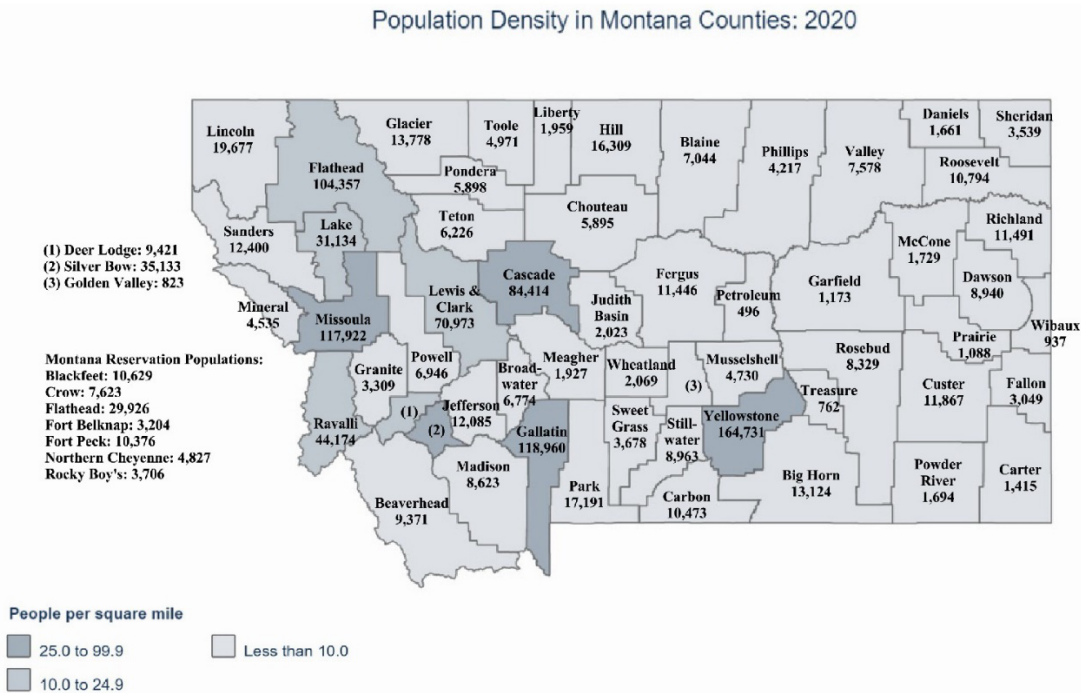 Population Density in Montana Counties: 2020
Lincoln
19,677
Flathead
104,357
Glacier
13,778
Toole
4,971
Liberty
1,959
Hill
16,309
Blaine
7,044
Phillips
4,217
Valley
7,578
Daniels
1,661
Sheridan
3,539
Roosevelt
10,794
Pondera
5,898
Teton
6,226
Chouteau
5,895
Sanders
12,400
Lake
31,134
Richland
11,491
McCone
1,729
(1) Deer Lodge: 9,421
(2) Silver Bow: 35,133
(3) Golden Valley: 823
Mineral
4,535
Missoula
117,922
Lewis &
Clark
70,973
Cascade
84,414
Judith
Basin
2,023
Fergus
11,446
Petroleum
496
Garfield
1,173
Dawson
8,940
Wibaux
937
Prairie
1,088
Montana Reservation Populations:
Blackfeet: 10,629
Crow: 7,623
Flathead: 29,926
Fort Belknap: 3,204
Fort Peck: 10,376
Northern Cheyenne: 4,827
Rocky Boy's: 3,706
Granite
3,309
Powell
6,946
Broad-
water
6,774
Meagher
1,927
Wheatland
2,069
(3)
Musselshell
4,730
Rosebud
8,329
Treasure
762
Custer
11,867
Fallon
3,049
Ravalli
44,174
(1)
(2)
Jefferson
12,085
Gallatin
118,960
Sweet
Grass
3,678
Still-
water
8,963
Yellowstone
164,731
Madison
8,623
Beaverhead
9,371
Park
17,191
Carbon
10,473
Big Horn
13,124
Powder
River
1,694
Carter
1,415
People per square mile
25.0 to 99.9
Less than 10.0
10.0 to 24.9